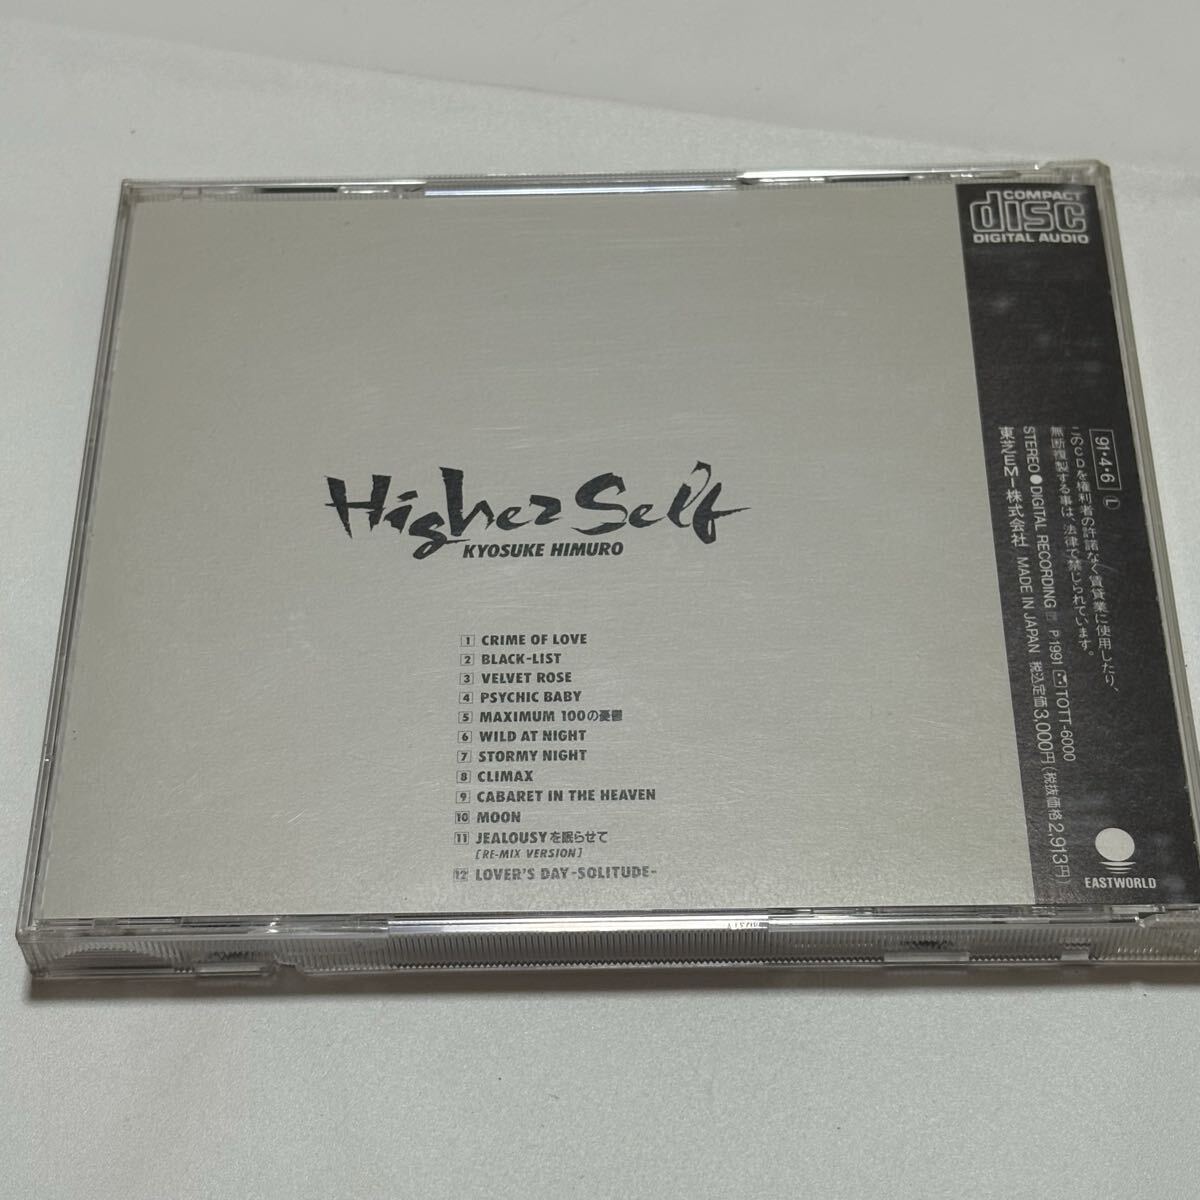 Higher Self
KYOSUKE HIMURO
1 CRIME OF LOVE
2 BLACK-LIST
3 VELVET ROSE
4 PSYCHIC BABY
5 MAXIMUM 100の憂鬱
6 WILD AT NIGHT
7 STORMY NIGHT
8 CLIMAX
9 CABARET IN THE HEAVEN
10 MOON
11 JEALOUSYを眠らせて
[RE-MIX VERSION]
12 LOVER'S DAY -SOLITUDE-
COMPACT
disc
DIGITAL AUDIO
'91・4・6 Ⓛ
このCDを権利者の許諾なく賃貸業に使用したり、
無断複製する事は、法律で禁じられています。
STEREO●DIGITAL RECORDING P 1991 TOTT-6000
東芝EMI株式会社 MADE IN JAPAN 税込定価3,000円(税抜価格2,913円)
EASTWORLD